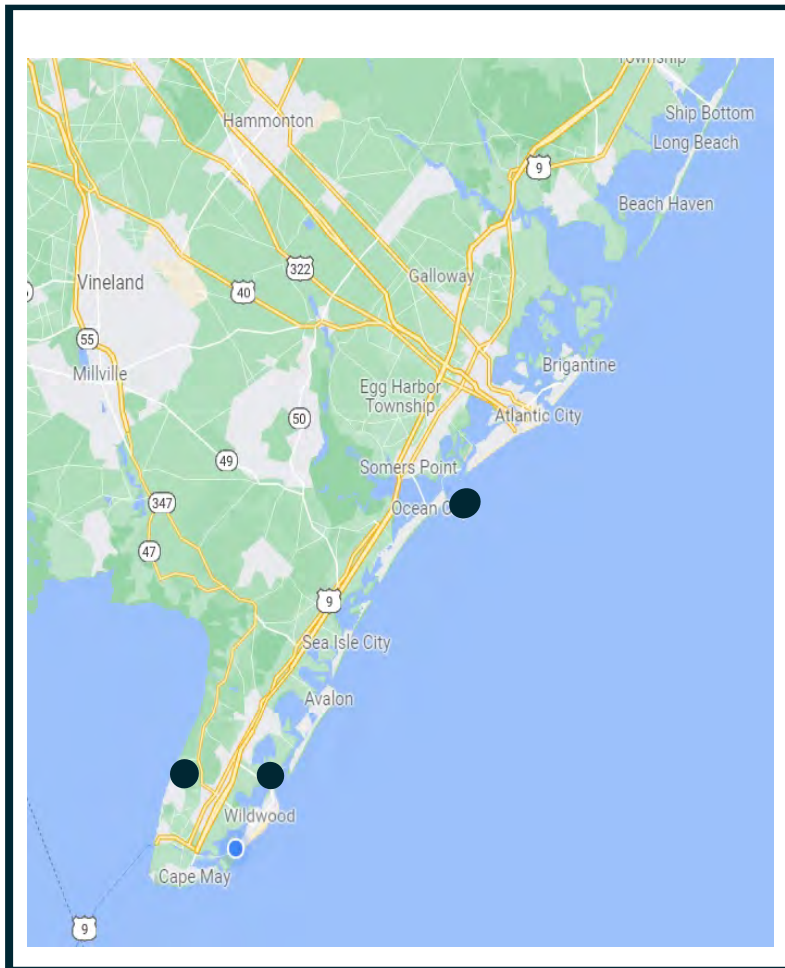 Township
Ship Bottom
Hammonton
Long Beach
9
Beach Haven
322
Galloway
Vineland
40
55
Brigantine
Millville
Egg Harbor
Township
Atlantic City
50
49
Somers Point
347
Ocean
47
9
Sea Isle City
Avalon
Wildwood
Cape May
9